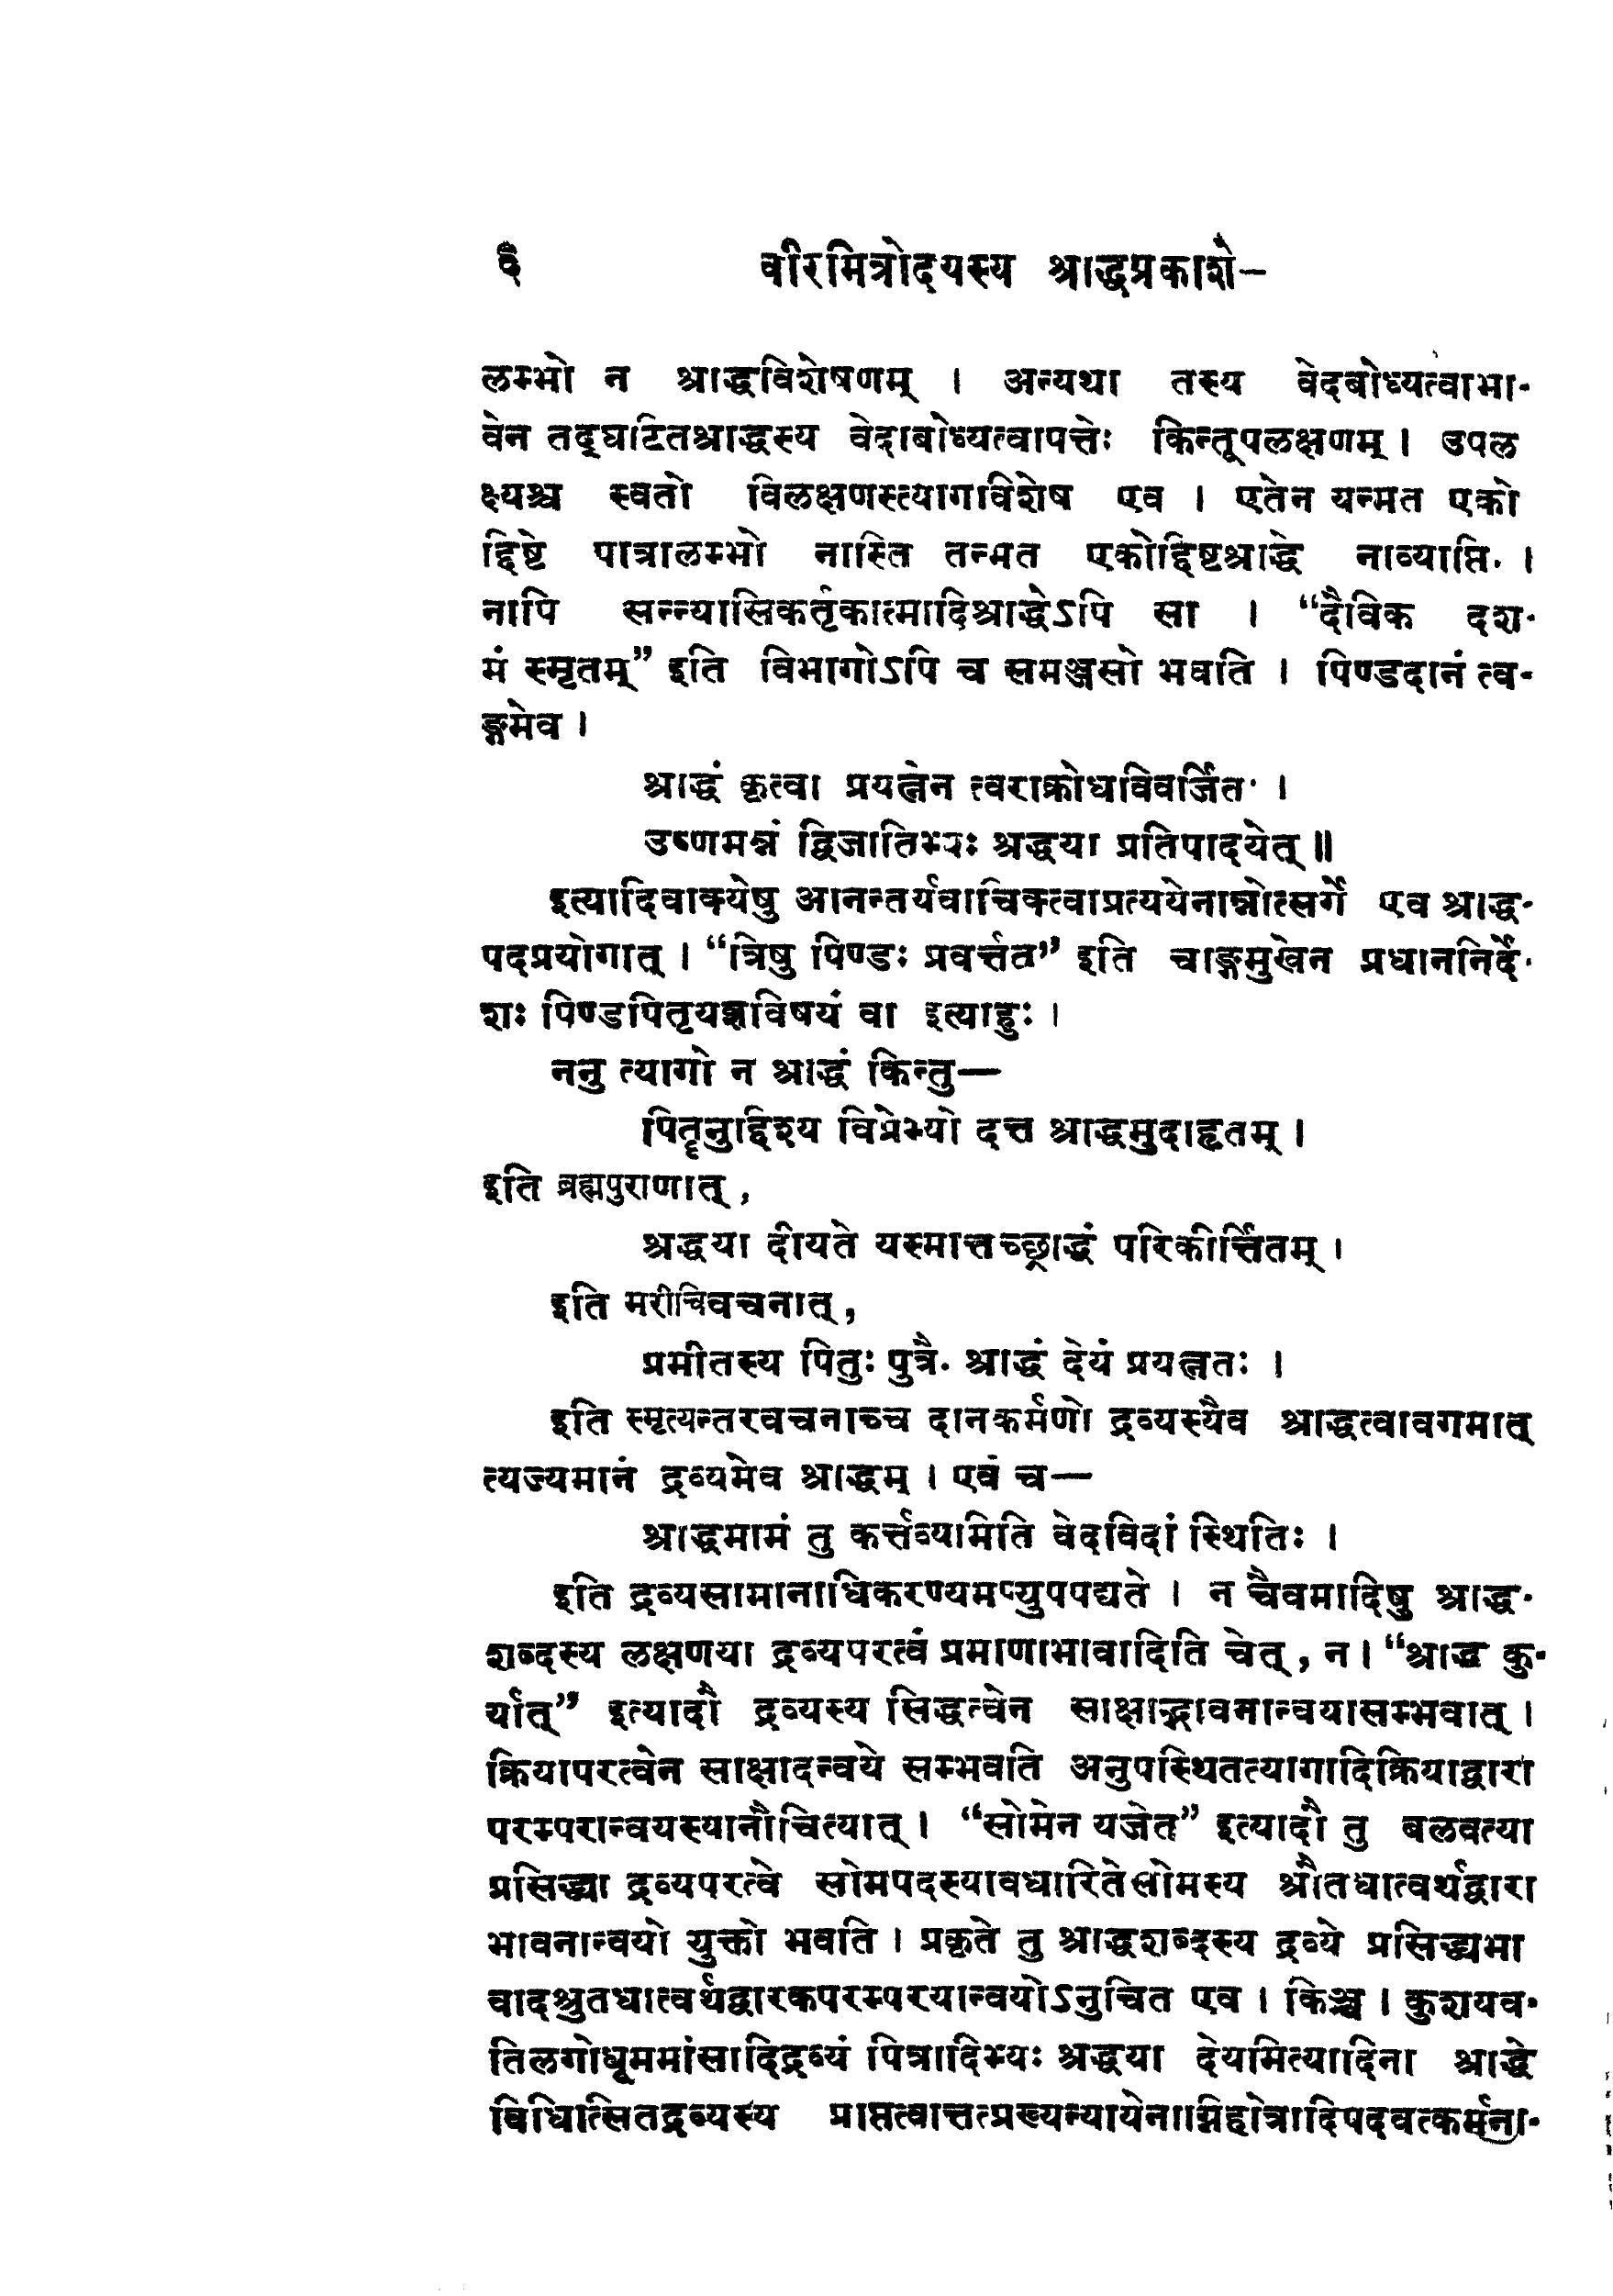 ६ वीरमित्रोदयस्य श्राद्धप्रकाशे–
लम्भो न श्राद्धविशेषणम् । अन्यथा तस्य वेदबोध्यत्वाभा-
वेन तद्घटितश्राद्धस्य वेदाबोध्यत्वापत्तेः किन्तूपलक्षणम् । उपल
क्ष्यश्च स्वतो विलक्षणस्त्यागविशेष एव । एतेन यन्मत एको
द्दिष्टे पात्रालम्भो नास्ति तन्मत एकोद्दिष्टश्राद्धे नाव्याप्ति. ।
नापि सन्न्यासिकर्तृकात्मादिश्राद्धेऽपि सा । “दैविक दश-
मं स्मृतम्” इति विभागोऽपि च समञ्जसो भवति । पिण्डदानं त्व-
ङ्गमेव ।
श्राद्धं कृत्वा प्रयत्नेन त्वराक्रोधविवर्जित. ।
उष्णमन्नं द्विजातिभ्यः श्रद्धया प्रतिपादयेत् ॥
इत्यादिवाक्येषु आनन्तर्यवाचिक्त्वाप्रत्ययेनान्नोत्सर्गे एव श्राद्ध-
पदप्रयोगात् । “त्रिषु पिण्डः प्रवर्त्तत” इति चाङ्गमुखेन प्रधाननिर्दे-
शः पिण्डपितृयज्ञविषयं वा इत्याहुः ।
ननु त्यागो न श्राद्धं किन्तु—
पितॄनुद्दिश्य विप्रेभ्यो दत्त श्राद्धमुदाहृतम् ।
इति ब्रह्मपुराणात् ,
श्रद्धया दीयते यस्मात्तच्छ्राद्धं परिकीर्त्तितम् ।
इति मरीचिवचनात् ,
प्रमीतस्य पितुः पुत्रै. श्राद्धं देयं प्रयत्नतः ।
इति स्मृत्यन्तरवचनाच्च दानकर्मणो द्रव्यस्यैव श्राद्धत्वावगमात्
त्यज्यमानं द्रव्यमेव श्राद्धम् । एवं च—
श्राद्धमामं तु कर्त्तव्यामिति वेदविदां स्थितिः ।
इति द्रव्यसामानाधिकरण्यमप्युपपद्यते । न चैवमादिषु श्राद्ध-
शब्दस्य लक्षणया द्रव्यपरत्वं प्रमाणाभावादिति चेत् , न । “श्राद्ध कु-
र्यात्” इत्यादौ द्रव्यस्य सिद्धत्वेन साक्षाद्भावनान्वयासम्भवात् ।
क्रियापरत्वेन साक्षादन्वये सम्भवति अनुपस्थितत्यागादिक्रियाद्वारा
परम्परान्वयस्यानौचित्यात् । “सोमेन यजेत” इत्यादौ तु बलवत्या
प्रसिद्ध्या द्रव्यपरत्वे सोमपदस्यावधारितेसोमस्य श्रौतधात्वर्थद्वारा
भावनान्वयो युक्तो भवति । प्रकृते तु श्राद्धशब्दस्य द्रव्ये प्रसिद्ध्यभा
वादश्रुतधात्वर्थद्वारकपरम्परयान्वयोऽनुचित एव । किञ्च । कुशयव-
तिलगोधूममांसादिद्रव्यं पित्रादिभ्यः श्रद्धया देयमित्यादिना श्राद्धे
विधित्सितद्रव्यस्य प्राप्तत्वात्तत्प्रख्यन्यायेनाग्निहोत्रादिपदवत्कर्मना-